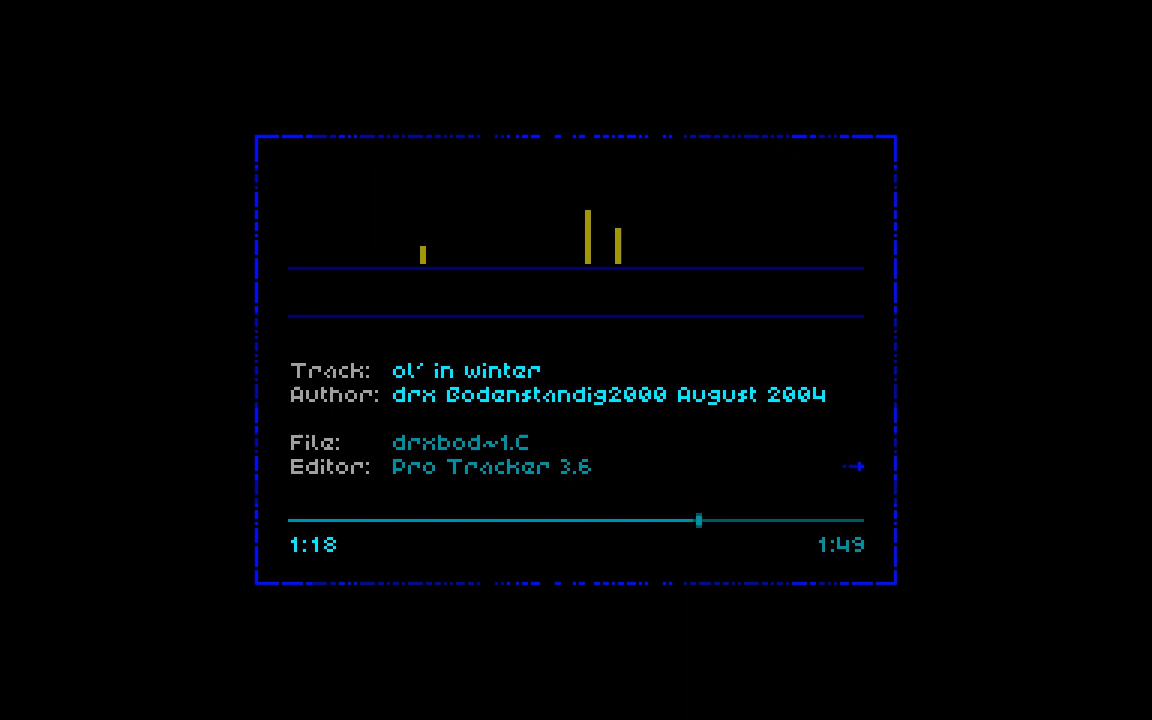 Track: ol' in winter
Author: drx Bodenstandig2000 August 2004
File: drxbod~1.C
Editor: Pro Tracker 3.6
1:18 1:49